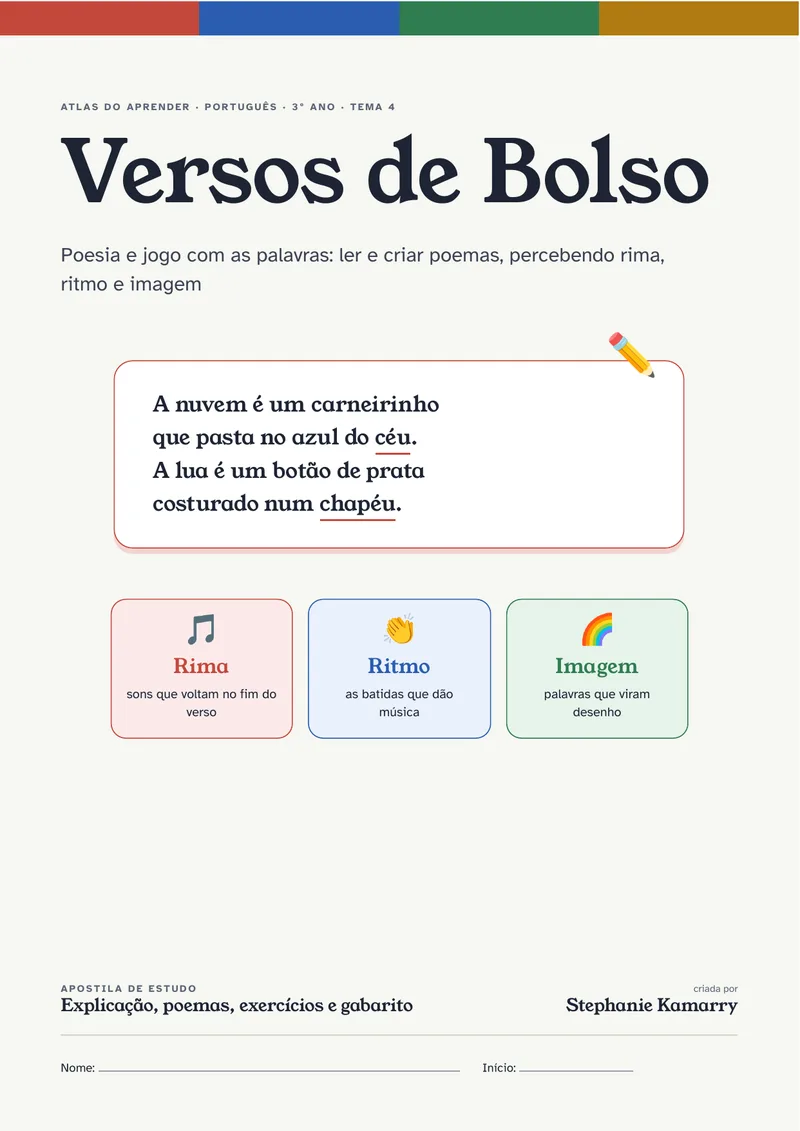 ATLAS DO APRENDER · PORTUGUÊS · 3° ANO · TEMA 4
Versos de Bolso
Poesia e jogo com as palavras: ler e criar poemas, percebendo rima,
ritmo e imagem
A nuvem é um carneirinho
que pasta no azul do céu.
A lua é um botão de prata
costurado num chapéu.
Rima
sons que voltam no fim do
verso
Ritmo
as batidas que dão
música
Imagem
palavras que viram
desenho
APOSTILA DE ESTUDO
Explicação, poemas, exercícios e gabarito
criada por
Stephanie Kamarry
Nome:
Início: